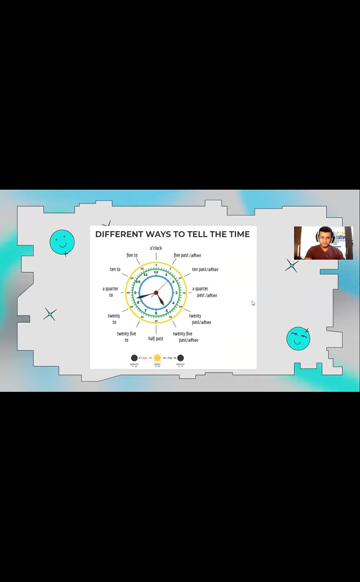 DIFFERENT WAYS TO TELL THE TIME
o'clock
five to
five past/after
ten to
ten past/after
a quarter
to
a quarter
past/after
twenty
to
twenty
past/after
twenty five
to
half past
twenty five
past/after